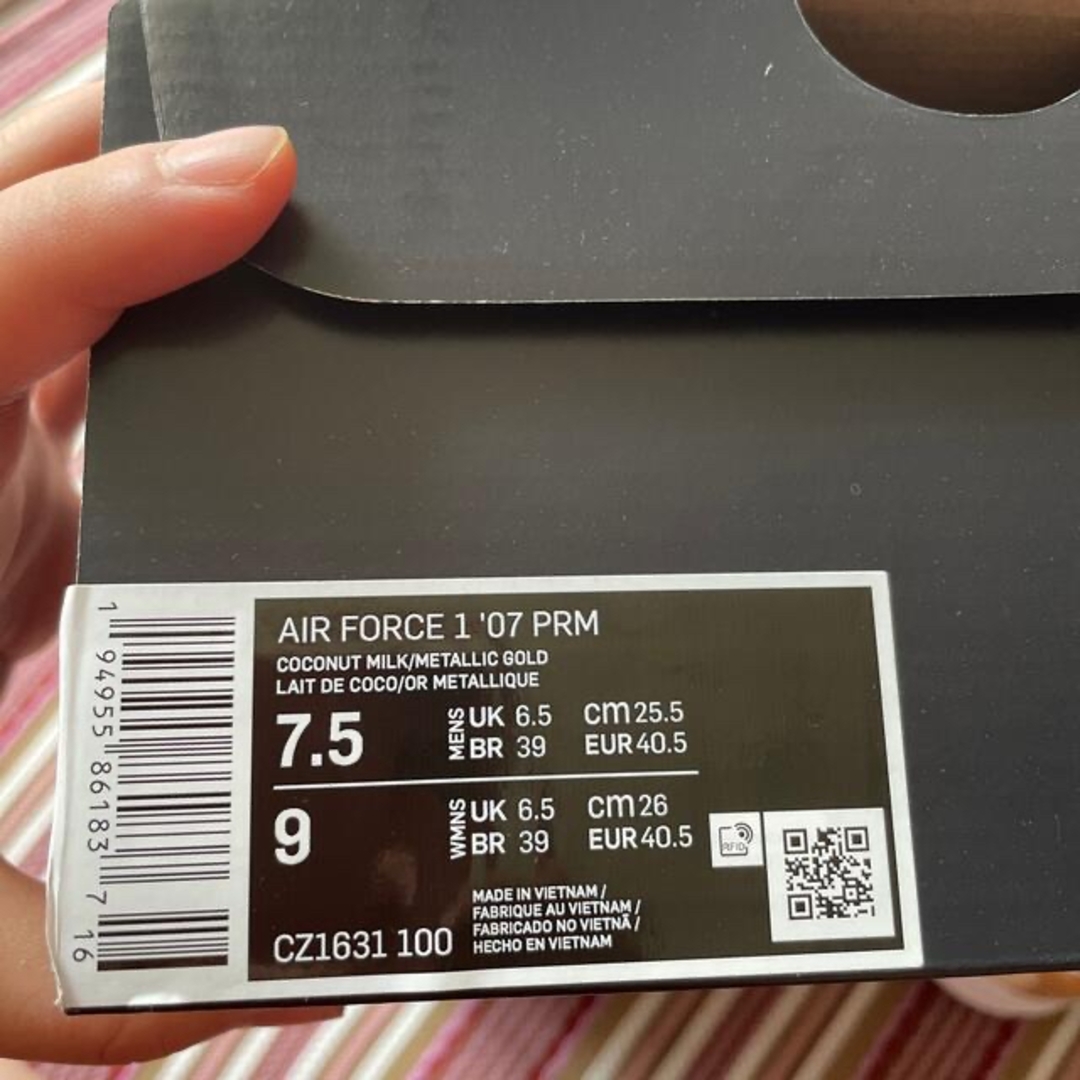 AIR FORCE 1 '07 PRM
COCONUT MILK/METALLIC GOLD
LAIT DE COCO/OR METALLIQUE
7.5 MENS UK 6.5 cm 25.5
BR 39 EUR 40.5
9 WMNS UK 6.5 cm 26
BR 39 EUR 40.5
RFID
MADE IN VIETNAM /
FABRIQUE AU VIETNAM /
FABRICADO NO VIETNÃ /
HECHO EN VIETNAM
CZ1631 100
1 94955 86183 7 16